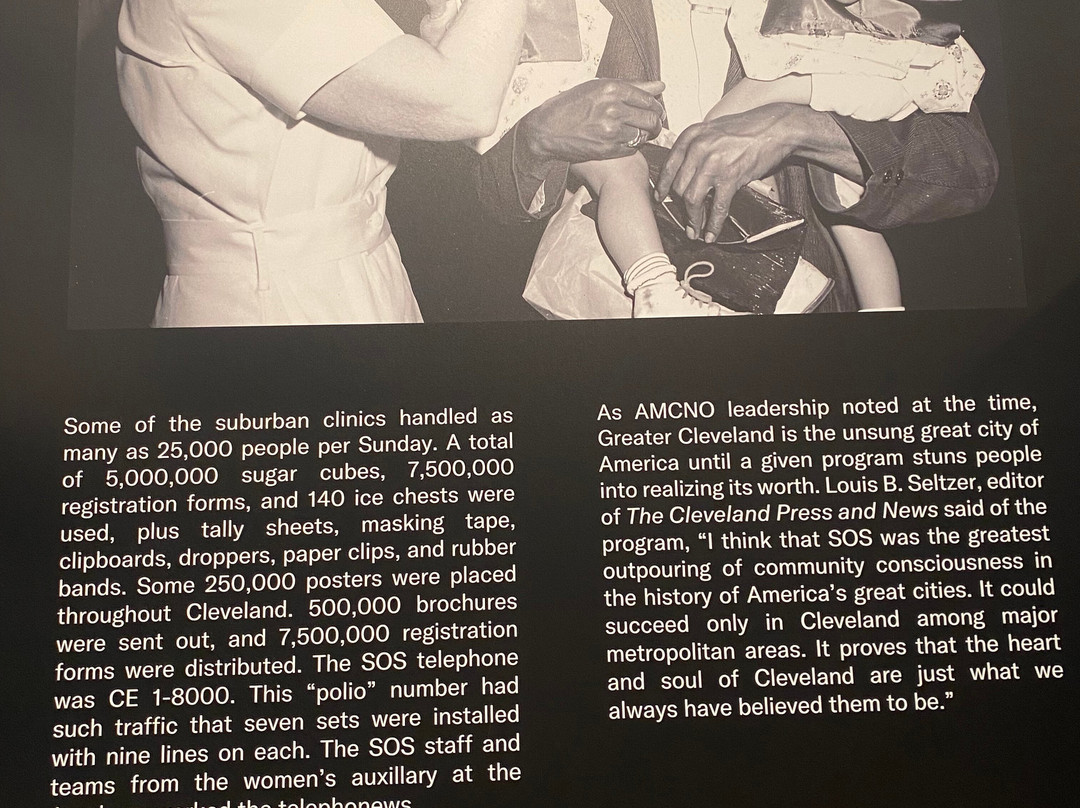 Some of the suburban clinics handled as
many as 25,000 people per Sunday. A total
of 5,000,000 sugar cubes, 7,500,000
registration forms, and 140 ice chests were
used, plus tally sheets, masking tape,
clipboards, droppers, paper clips, and rubber
bands. Some 250,000 posters were placed
throughout Cleveland. 500,000 brochures
were sent out, and 7,500,000 registration
forms were distributed. The SOS telephone
was CE 1-8000. This “polio” number had
such traffic that seven sets were installed
with nine lines on each. The SOS staff and
teams from the women’s auxillary at the
the telephonews
As AMCNO leadership noted at the time,
Greater Cleveland is the unsung great city of
America until a given program stuns people
into realizing its worth. Louis B. Seltzer, editor
of The Cleveland Press and News said of the
program, “I think that SOS was the greatest
outpouring of community consciousness in
the history of America’s great cities. It could
succeed only in Cleveland among major
metropolitan areas. It proves that the heart
and soul of Cleveland are just what we
always have believed them to be.”